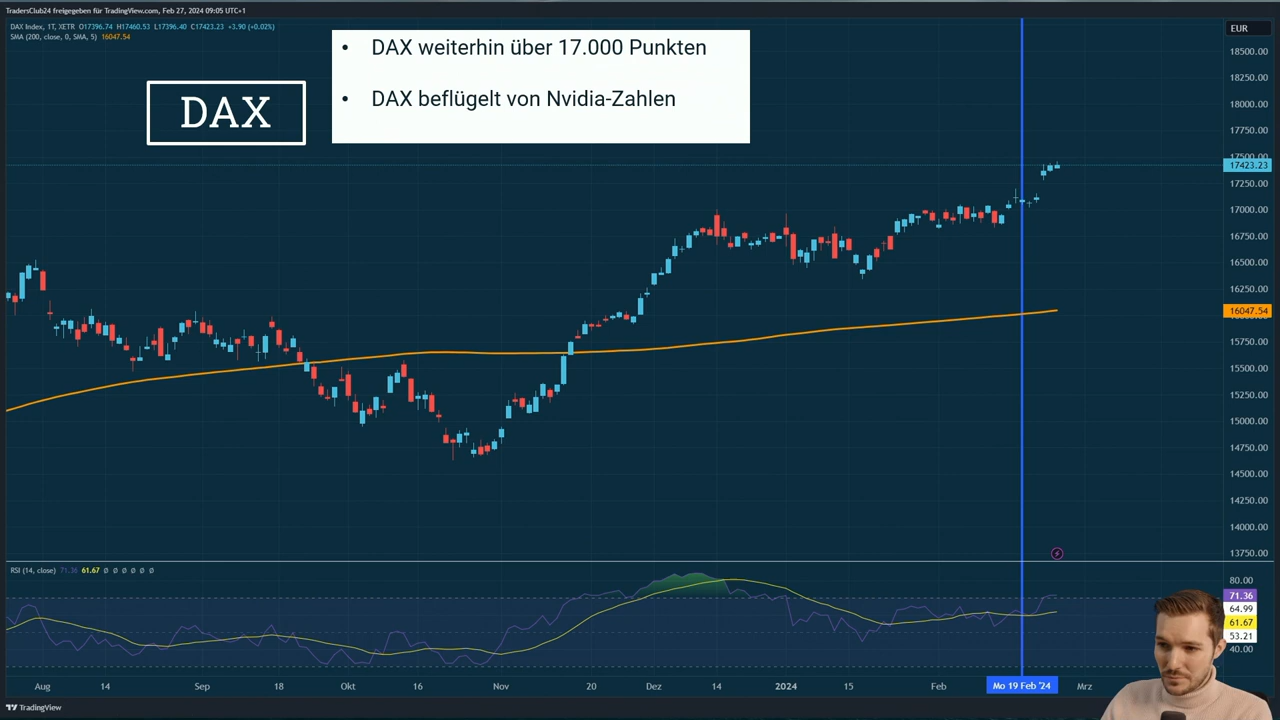 TradersClub24 freigegeben für TradingView.com, Feb 27, 2024 09:05 UTC+1
DAX Index, 1T, XETR O17396.74 H17460.53 L17396.40 C17423.23 +3.90 (+0.02%)
SMA (200, close, 0, SMA, 5) 16047.54
DAX
• DAX weiterhin über 17.000 Punkten
• DAX beflügelt von Nvidia-Zahlen
EUR
18500.00
18250.00
18000.00
17750.00
17500.00
17423.23
17250.00
17000.00
16750.00
16500.00
16250.00
16047.54
15750.00
15500.00
15250.00
15000.00
14750.00
14500.00
14250.00
14000.00
13750.00
RSI (14, close) 71.36 61.67 ∅ ∅ ∅ ∅ ∅ ∅
80.00
71.36
64.99
61.67
53.21
40.00
Aug 14 Sep 18 Okt 16 Nov 20 Dez 14 2024 15 Feb Mo 19 Feb '24 Mrz
TradingView